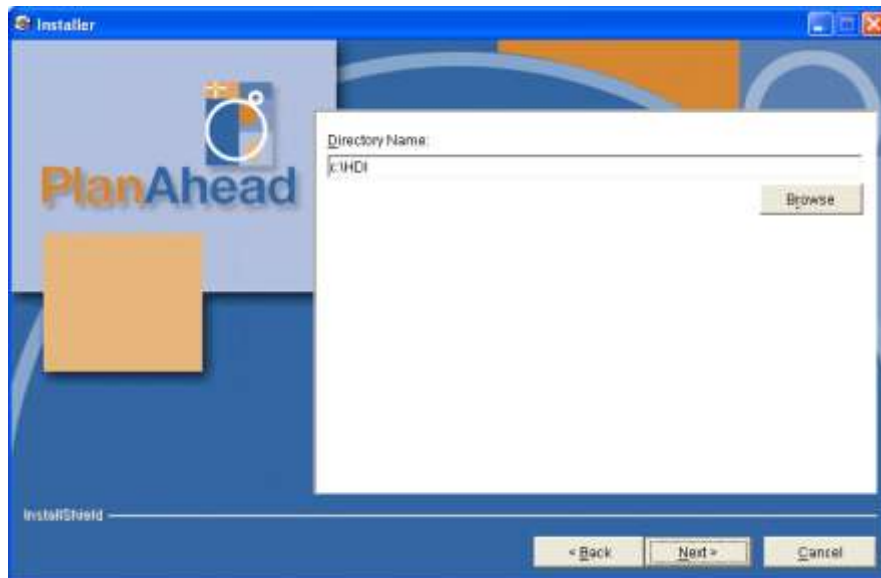 Installer
PlanAhead
Directory Name:
c:\HDI
Browse
InstallShield
< Back
Next >
Cancel